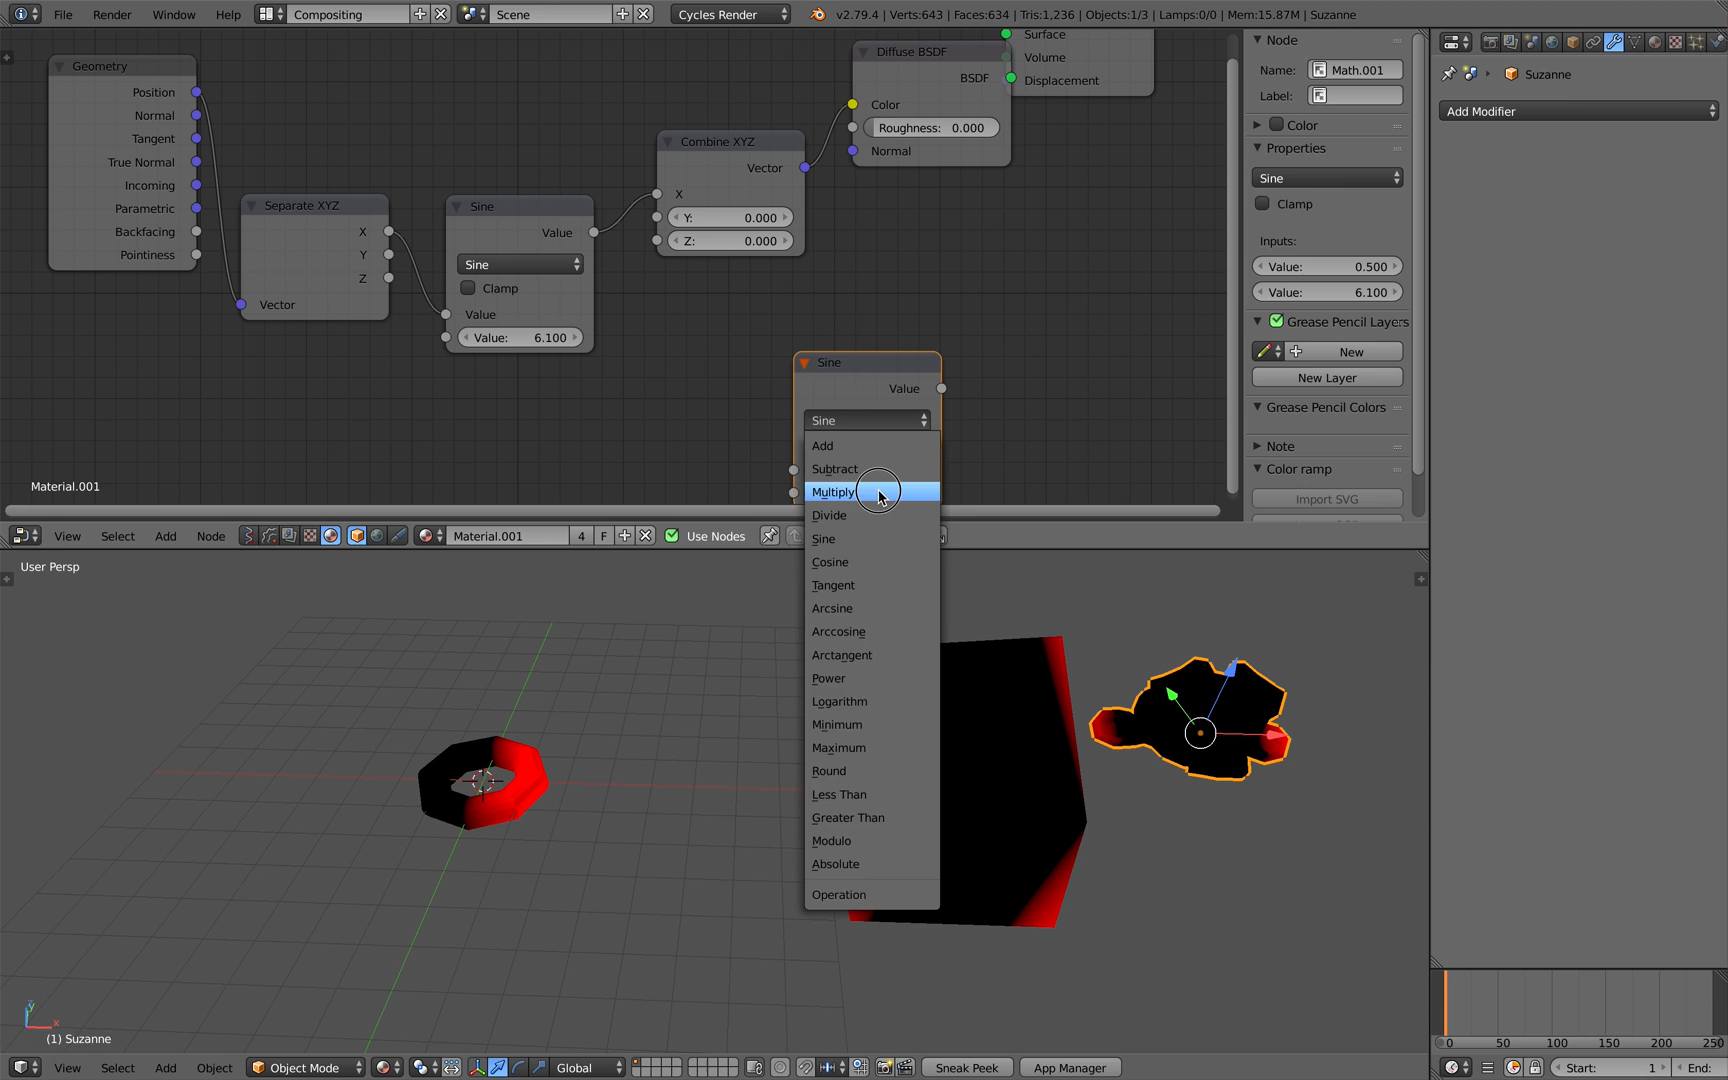 File Render Window Help Compositing Scene Cycles Render v2.79.4 | Verts:643 | Faces:634 | Tris:1,236 | Objects:1/3 | Lamps:0/0 | Mem:15.87M | Suzanne
Geometry
Position
Normal
Tangent
True Normal
Incoming
Parametric
Backfacing
Pointiness
Separate XYZ
X
Y
Z
Vector
Sine
Value
Sine
Clamp
Value
Value: 6.100
Combine XYZ
Vector
X
Y: 0.000
Z: 0.000
Diffuse BSDF
BSDF
Color
Roughness: 0.000
Normal
Surface
Volume
Displacement
Sine
Value
Sine
Add
Subtract
Multiply
Divide
Sine
Cosine
Tangent
Arcsine
Arccosine
Arctangent
Power
Logarithm
Minimum
Maximum
Round
Less Than
Greater Than
Modulo
Absolute
Operation
Material.001
Node
Name: Math.001
Label:
Color
Properties
Sine
Clamp
Inputs:
Value: 0.500
Value: 6.100
Grease Pencil Layers
New
New Layer
Grease Pencil Colors
Note
Color ramp
Import SVG
Suzanne
Add Modifier
View Select Add Node Material.001 4 F Use Nodes
User Persp
(1) Suzanne
View Select Add Object Object Mode Global Sneak Peek App Manager
0 50 100 150 200 250
Start: 1 End: